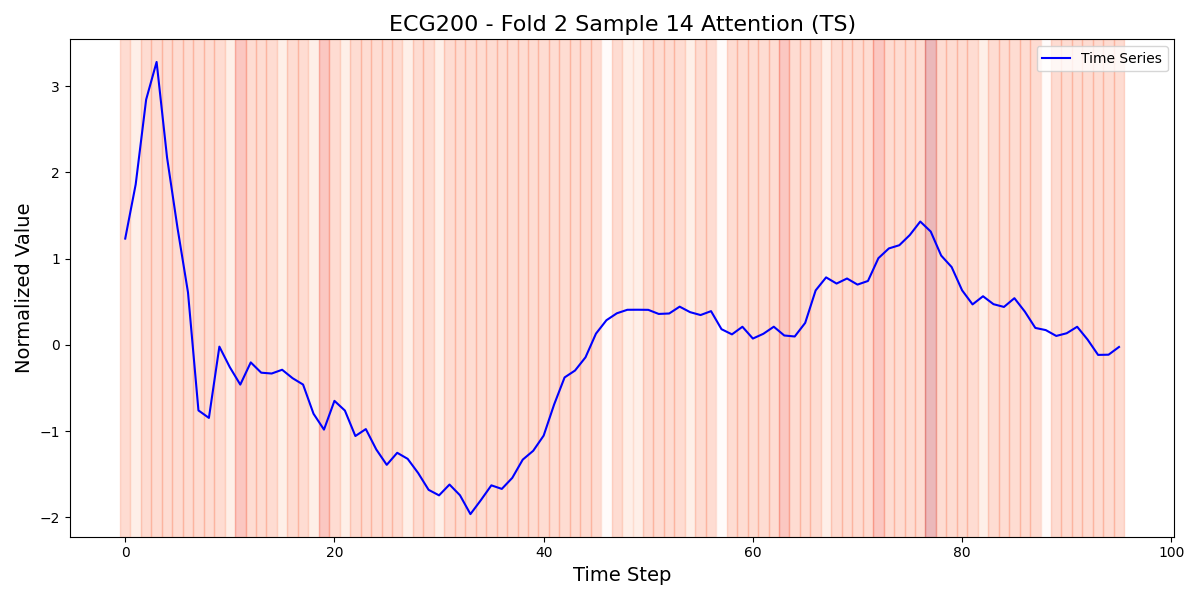 ECG200 - Fold 2 Sample 14 Attention (TS)
Time Series
Normalized Value
3
2
1
0
−1
−2
0 20 40 60 80 100
Time Step